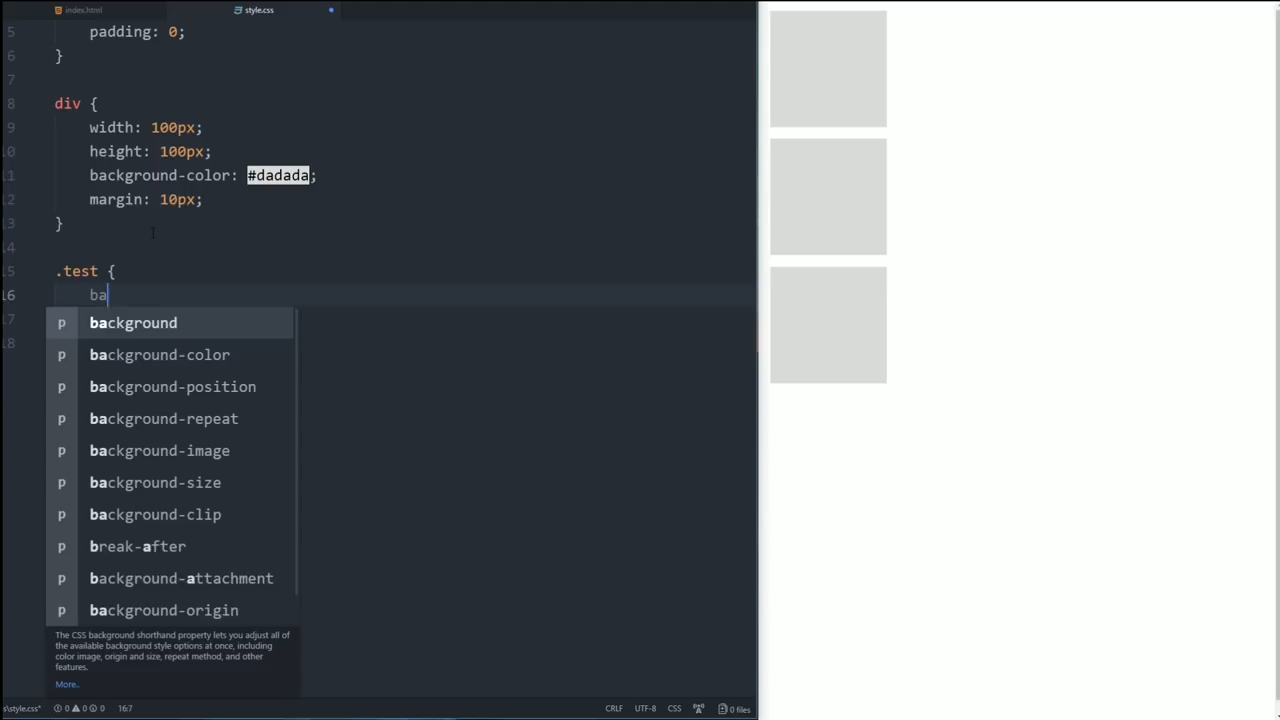 index.html
style.css
5 padding: 0;
6 }
7
8 div {
9 width: 100px;
10 height: 100px;
11 background-color: #dadada;
12 margin: 10px;
13 }
14
15 .test {
16 ba
17
18
p background
p background-color
p background-position
p background-repeat
p background-image
p background-size
p background-clip
p break-after
p background-attachment
p background-origin
The CSS background shorthand property lets you adjust all of
the available background style options at once, including
color image, origin and size, repeat method, and other
features.
More..
s\style.css* 0 0 0 16:7 CRLF UTF-8 CSS 0 files